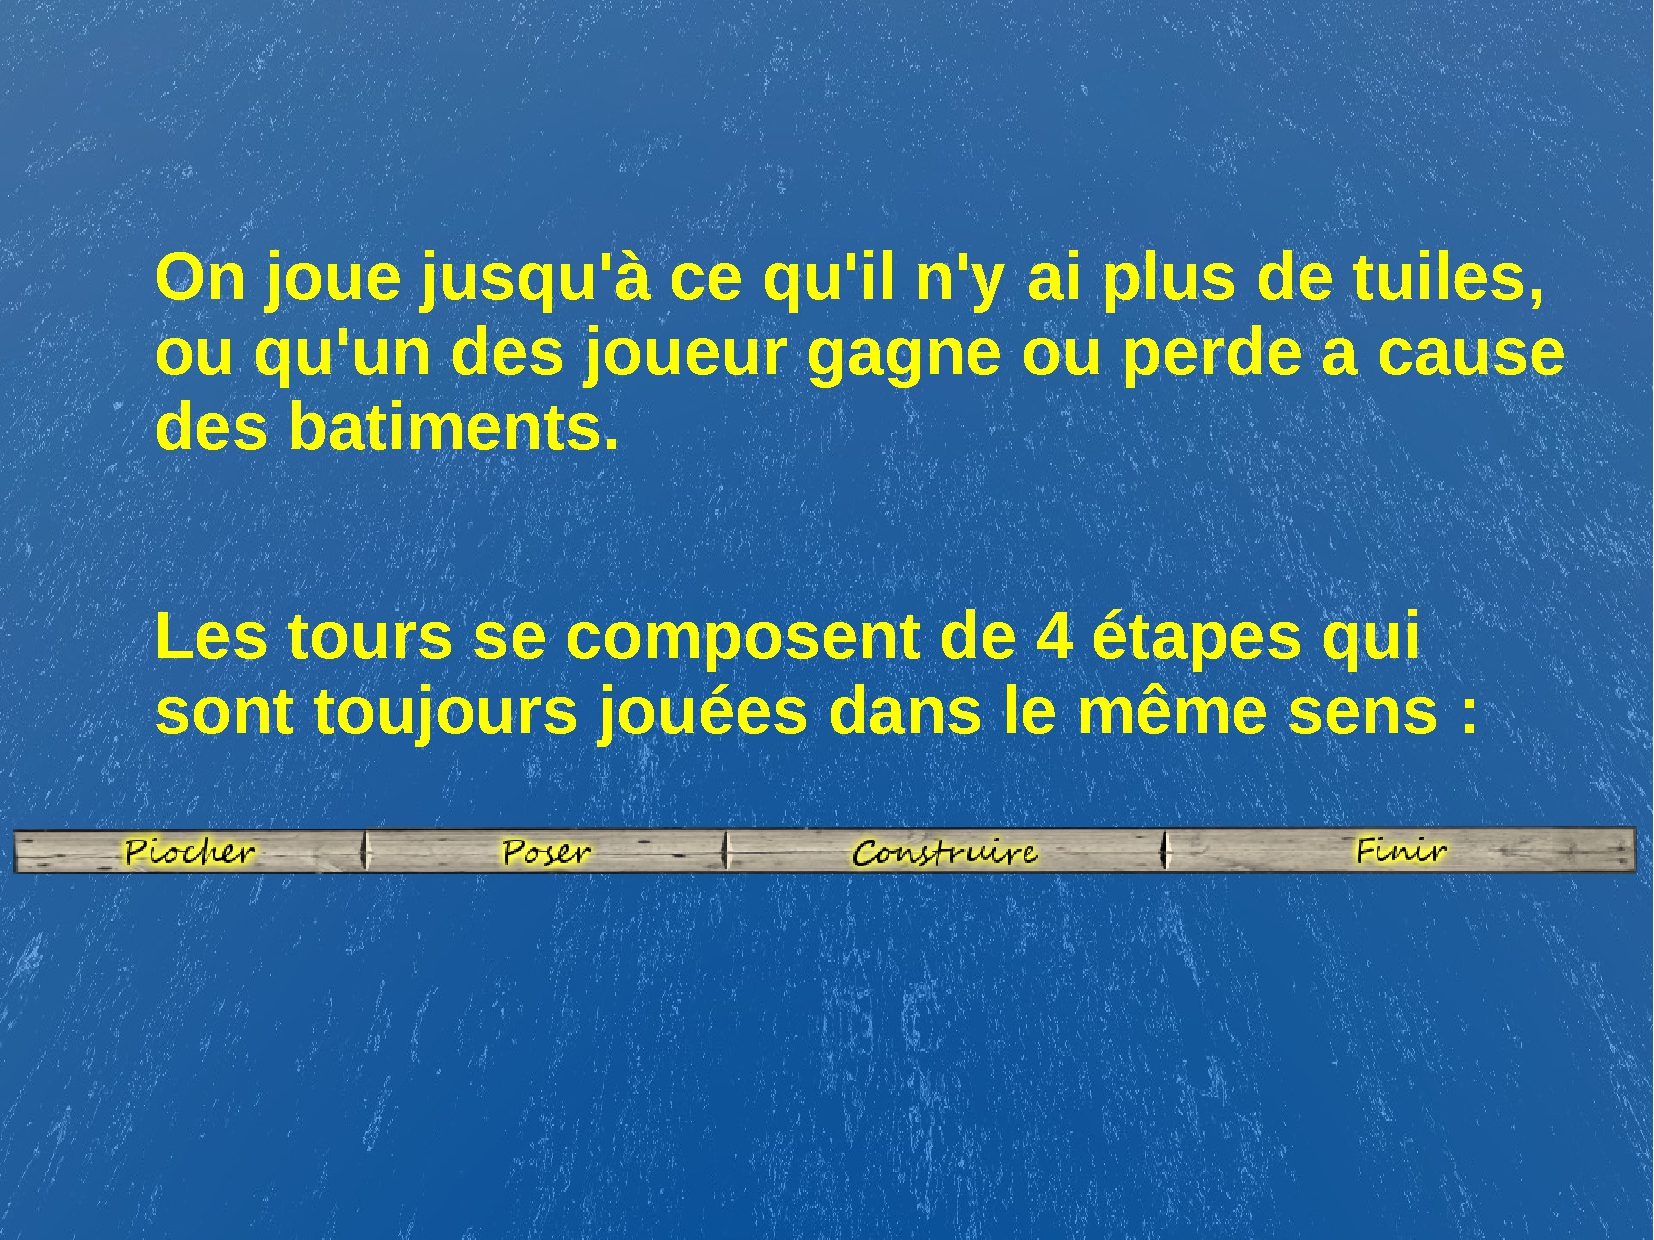 On joue jusqu'à ce qu'il n'y ai plus de tuiles,
ou qu'un des joueur gagne ou perde a cause
des batiments.
Les tours se composent de 4 étapes qui
sont toujours jouées dans le même sens :
Piocher Poser Construire Finir